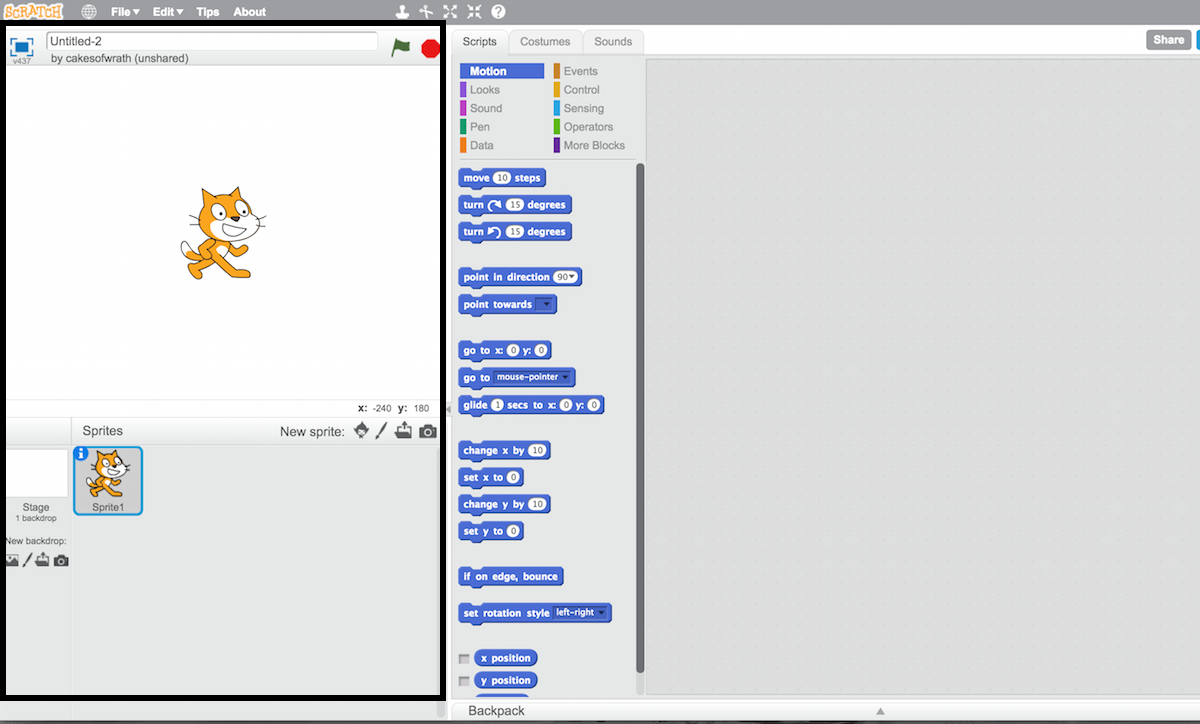 SCRATCH File Edit Tips About
Untitled-2
by cakesofwrath (unshared)
v437
x: -240 y: 180
Sprites New sprite:
Sprite1
Stage
1 backdrop
New backdrop:
Scripts Costumes Sounds
Share
Motion Events
Looks Control
Sound Sensing
Pen Operators
Data More Blocks
move 10 steps
turn 15 degrees
turn 15 degrees
point in direction 90
point towards
go to x: 0 y: 0
go to mouse-pointer
glide 1 secs to x: 0 y: 0
change x by 10
set x to 0
change y by 10
set y to 0
if on edge, bounce
set rotation style left-right
x position
y position
Backpack